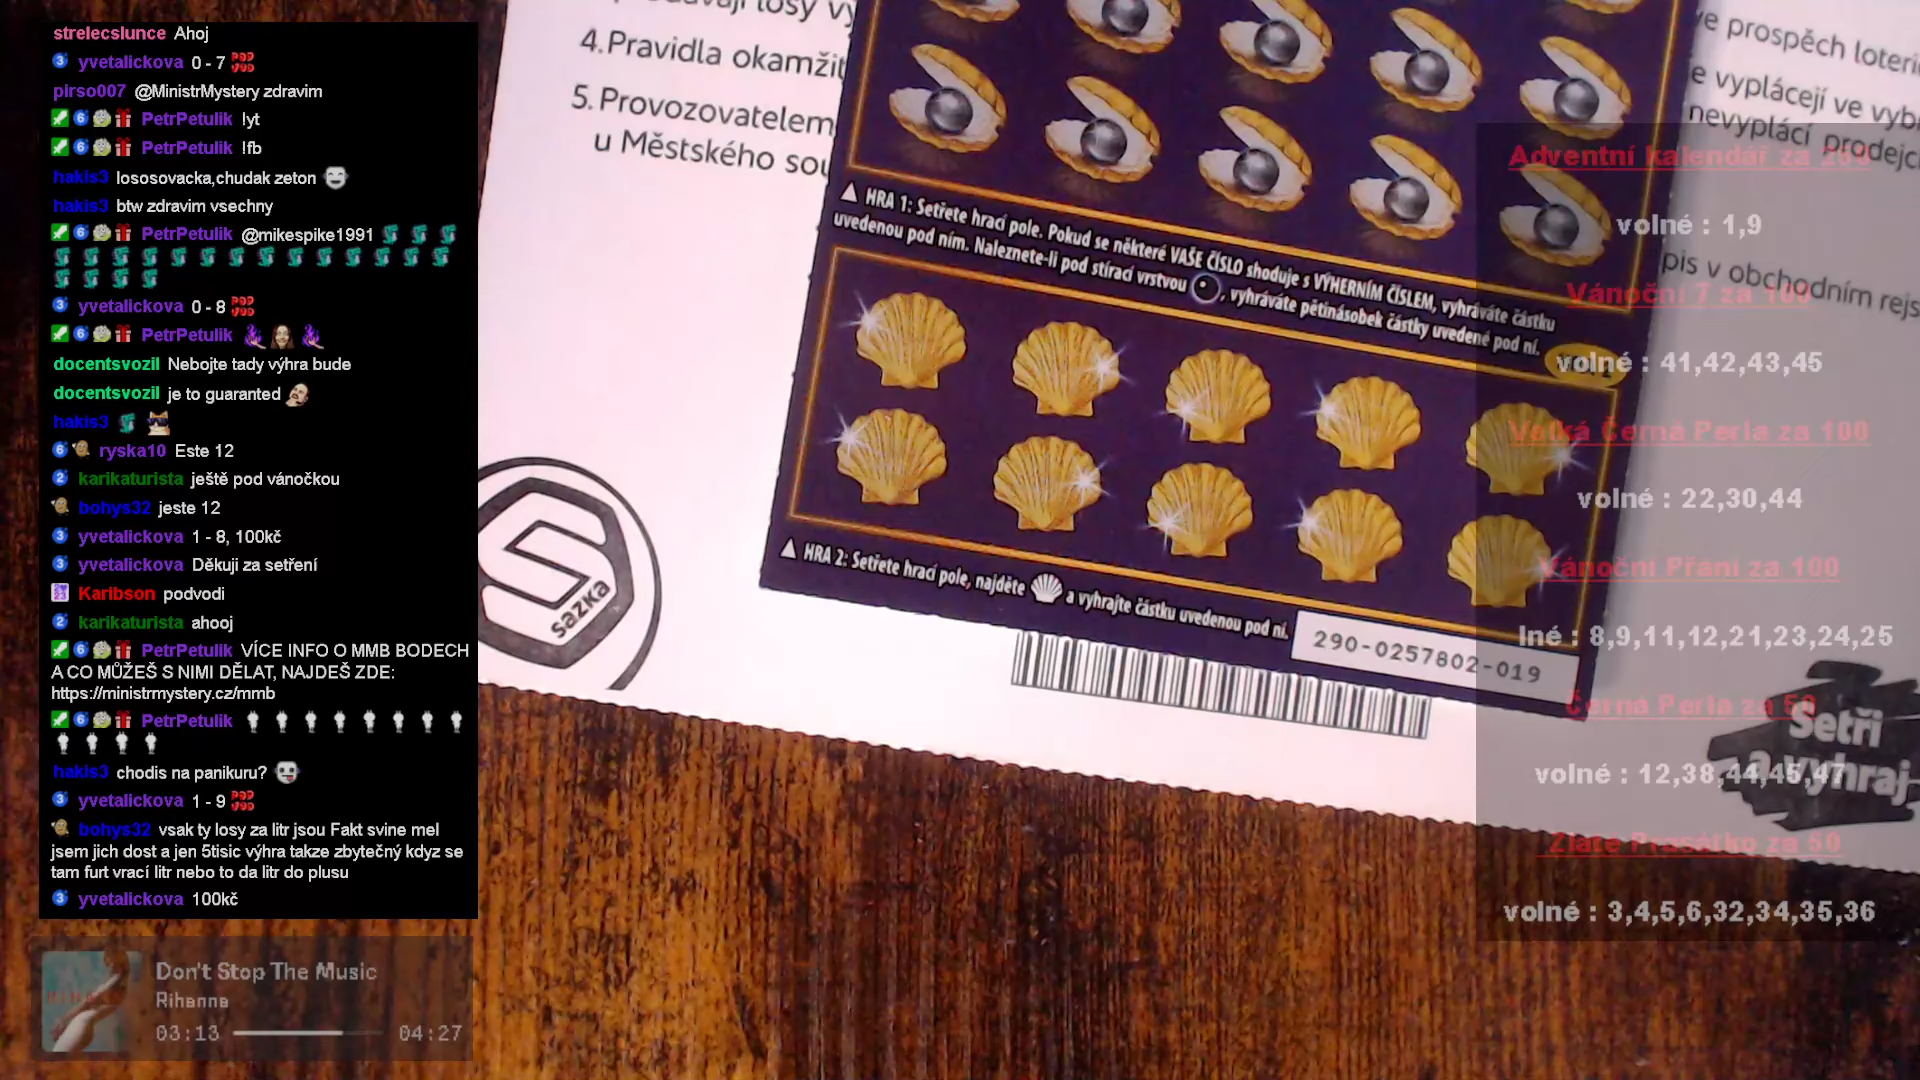 strelecslunce Ahoj
yvetalickova 0 - 7
pirso007 @MinistrMystery zdravim
PetrPetulik !yt
PetrPetulik !fb
hakis3 lososovacka,chudak zeton
hakis3 btw zdravim vsechny
PetrPetulik @mikespike1991
yvetalickova 0 - 8
PetrPetulik
docentsvozil Nebojte tady výhra bude
docentsvozil je to guaranted
hakis3
ryska10 Este 12
karikaturista ještě pod vánočkou
bohys32 jeste 12
yvetalickova 1 - 8, 100kč
yvetalickova Děkuji za setření
Karibson podvodi
karikaturista ahooj
PetrPetulik VÍCE INFO O MMB BODECH
A CO MŮŽEŠ S NIMI DĚLAT, NAJDEŠ ZDE:
https://ministrmystery.cz/mmb
PetrPetulik
hakis3 chodis na panikuru?
yvetalickova 1 - 9
bohys32 vsak ty losy za litr jsou Fakt svine mel
jsem jich dost a jen 5tisic výhra takze zbytečný kdyz se
tam furt vrací litr nebo to da litr do plusu
yvetalickova 100kč
Don't Stop The Music
Rihanna
03:13 04:27
losy
4. Pravidla okamžit
5. Provozovatelem
u Městského sou
HRA 1: Setřete hrací pole. Pokud se některé VAŠE ČÍSLO shoduje s VÝHERNÍM ČÍSLEM, vyhráváte částku
uvedenou pod ním. Naleznete-li pod stírací vrstvou , vyhráváte pětinásobek částky uvedené pod ní.
HRA 2: Setřete hrací pole, najděte a vyhrajte částku uvedenou pod ní.
290-0257802-019
sazka
ve prospěch loterií
e vyplácejí ve vyb
nevyplácí prodejc
pis v obchodním rejs
Setři
a vyhraj
Adventní kalendář za
volné : 1,9
Vánoční 7 za 100
volné : 41,42,43,45
Velká Černá Perla za 100
volné : 22,30,44
Vánoční Přání za 100
lné : 8,9,11,12,21,23,24,25
Černá Perla za 50
volné : 12,38,44,45,47
Zlaté Prasátko za 50
volné : 3,4,5,6,32,34,35,36